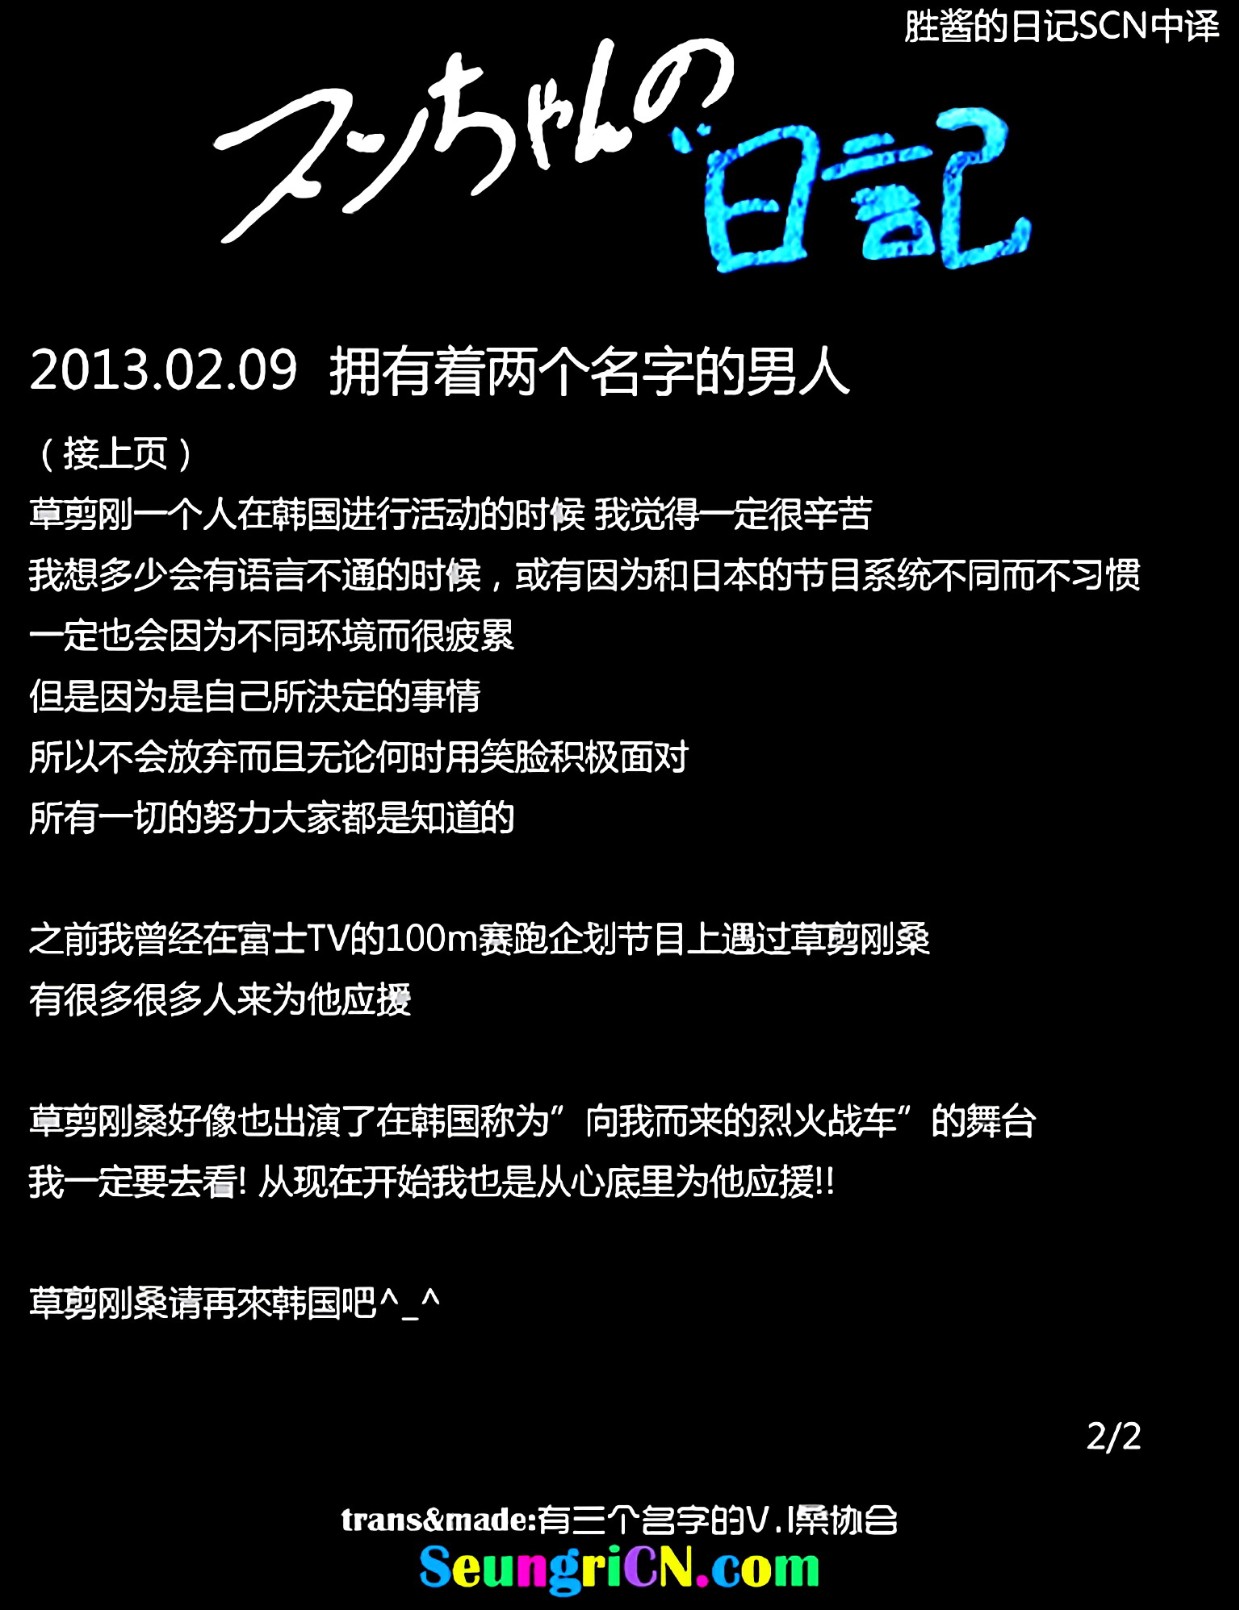 胜酱的日记SCN中译
スンちゃんの
日記
2013.02.09 拥有着两个名字的男人
（接上页）
草剪刚一个人在韩国进行活动的时候 我觉得一定很辛苦
我想多少会有语言不通的时候，或有因为和日本的节目系统不同而不习惯
一定也会因为不同环境而很疲累
但是因为是自己所決定的事情
所以不会放弃而且无论何时用笑脸积极面对
所有一切的努力大家都是知道的
之前我曾经在富士TV的100m赛跑企划节目上遇过草剪刚桑
有很多很多人来为他应援
草剪刚桑好像也出演了在韩国称为”向我而来的烈火战车”的舞台
我一定要去看! 从现在开始我也是从心底里为他应援!!
草剪刚桑请再來韩国吧^_^
2/2
trans&made:有三个名字的V.I桑协会
SeungriCN.com